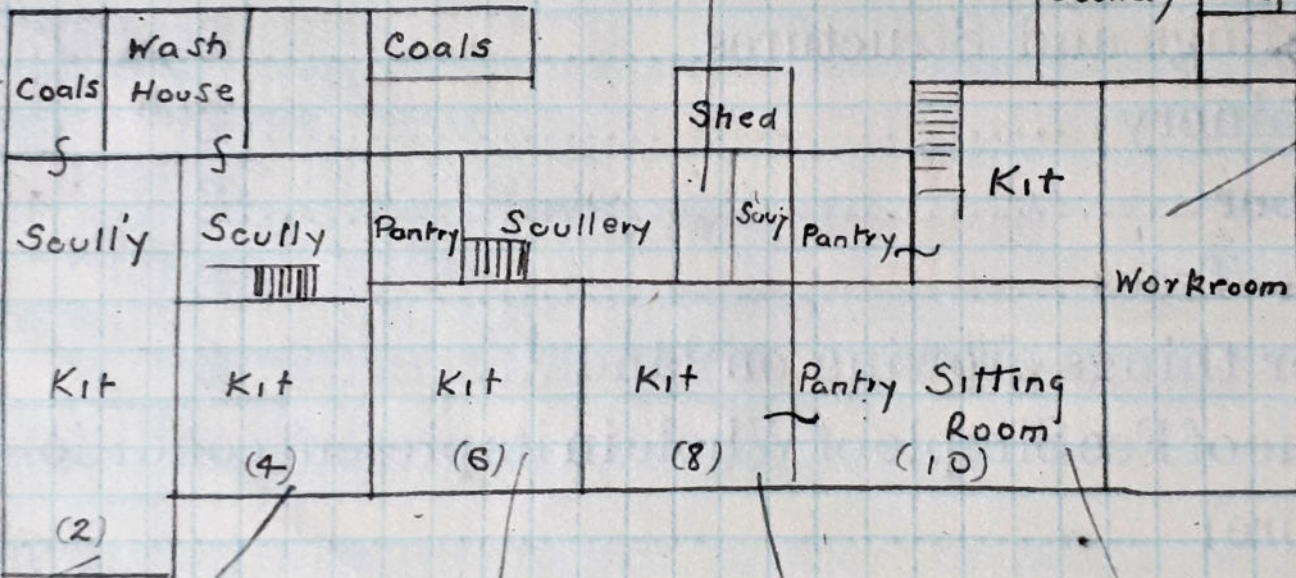 Coals
Wash
House
Coals
Shed
Kit
Scull'y
Scully
Pantry
Scullery
Pantry
Workroom
Kit
Kit
Kit
Kit
Pantry
Sitting
Room
(2)
(4)
(6)
(8)
(10)